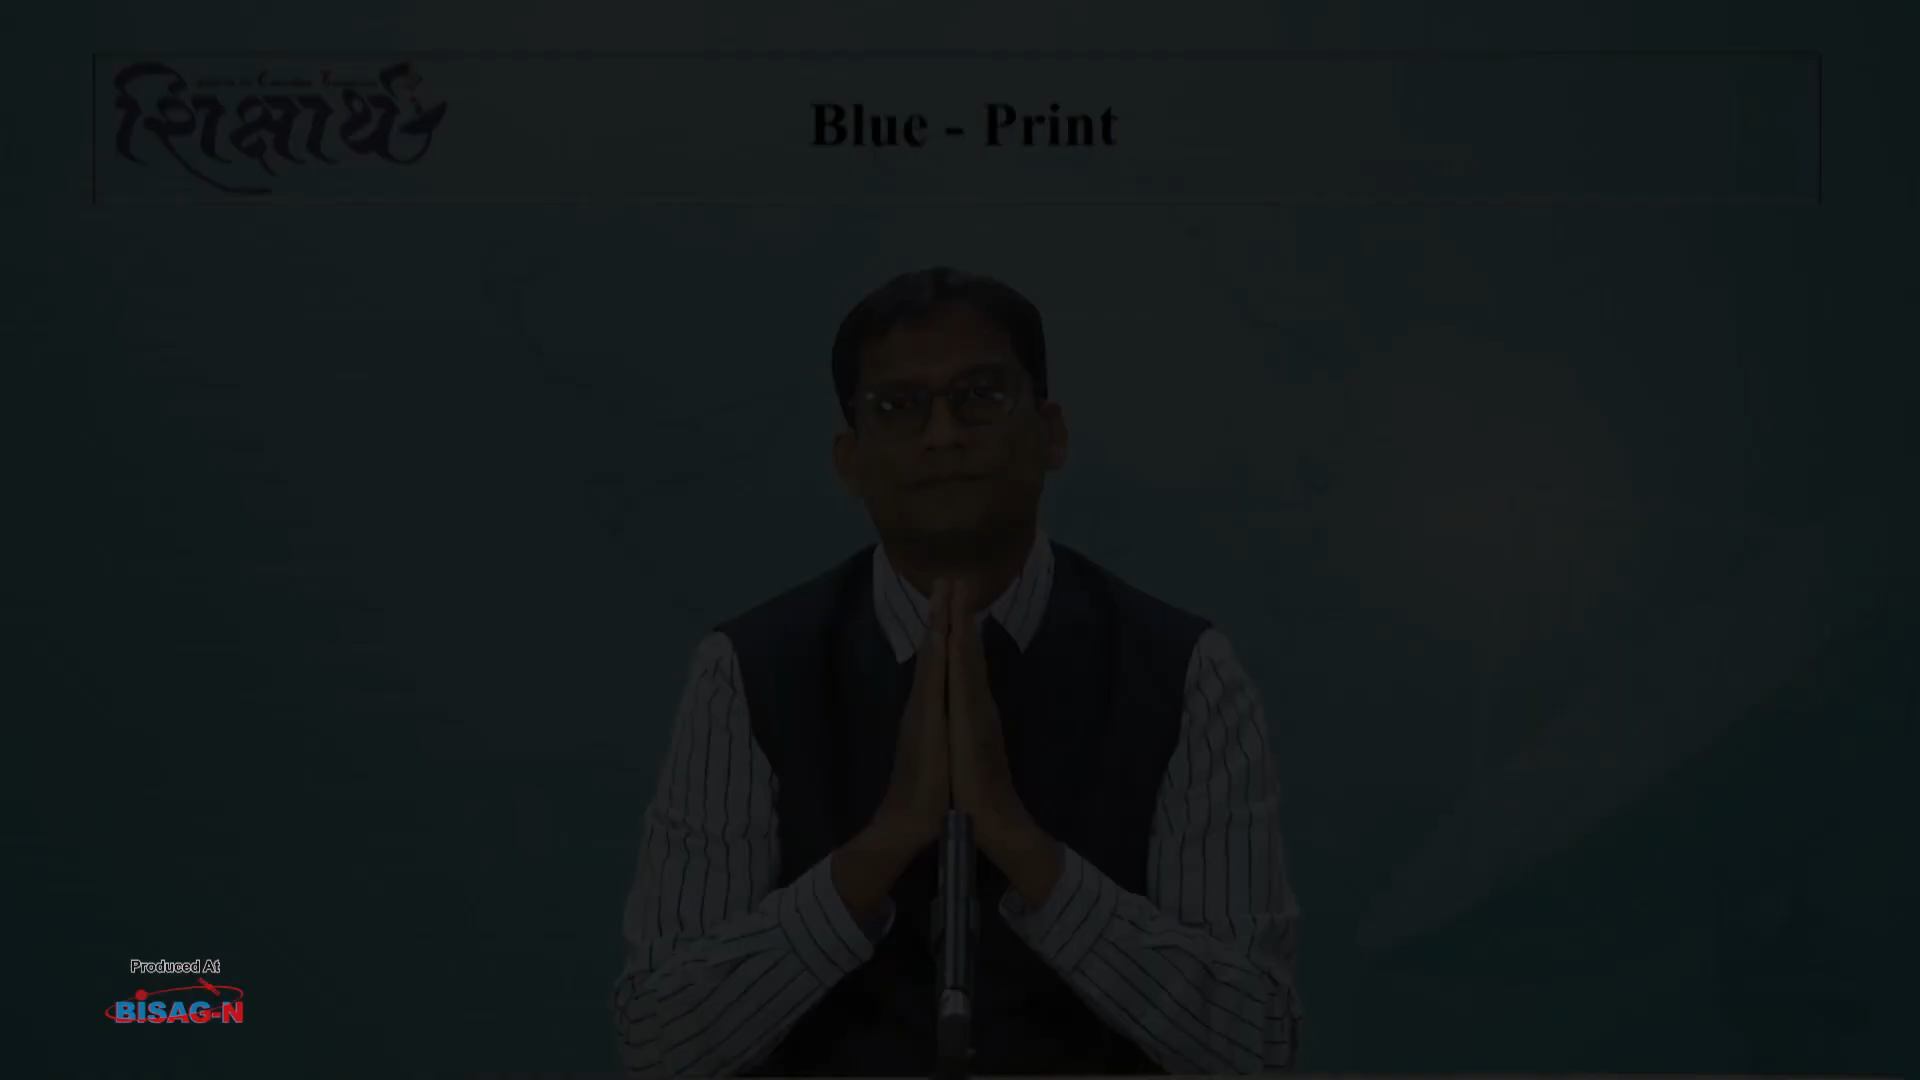 शिक्षार्थ
Blue - Print
Produced At
BISAG-N